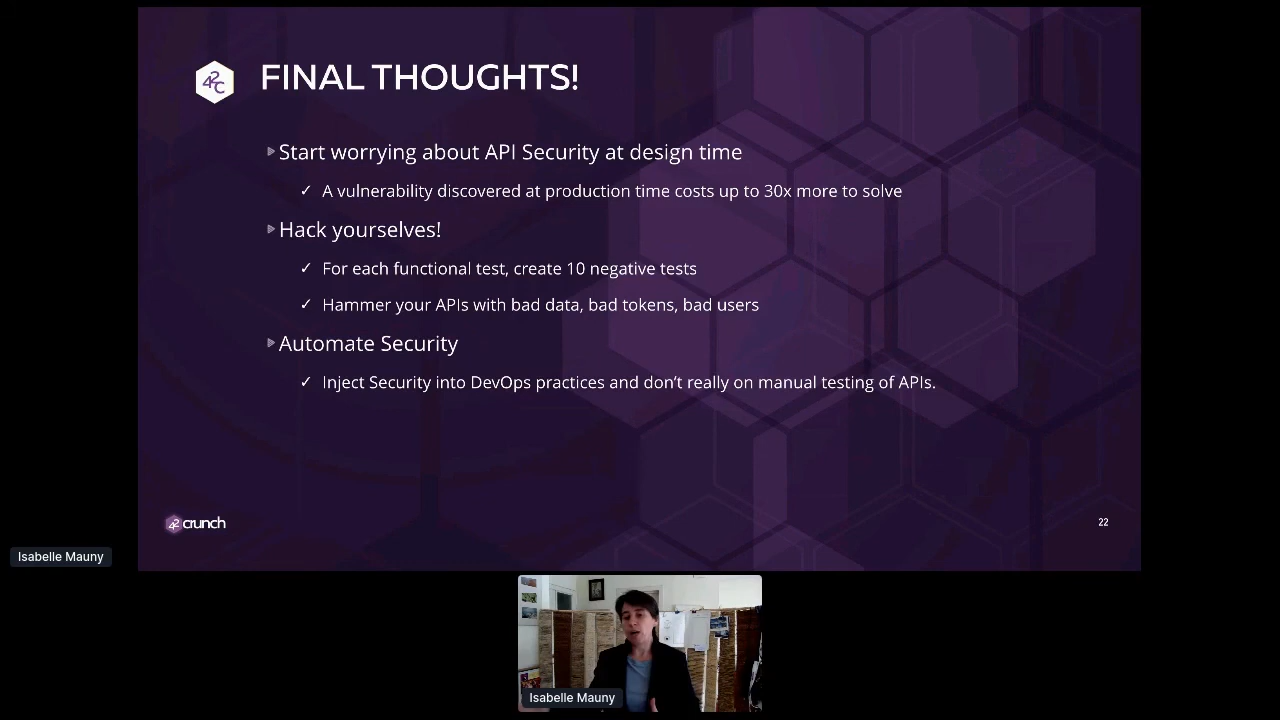 42C
FINAL THOUGHTS!
Start worrying about API Security at design time
✓ A vulnerability discovered at production time costs up to 30x more to solve
Hack yourselves!
✓ For each functional test, create 10 negative tests
✓ Hammer your APIs with bad data, bad tokens, bad users
Automate Security
✓ Inject Security into DevOps practices and don't really on manual testing of APIs.
42 crunch
22
Isabelle Mauny
Isabelle Mauny